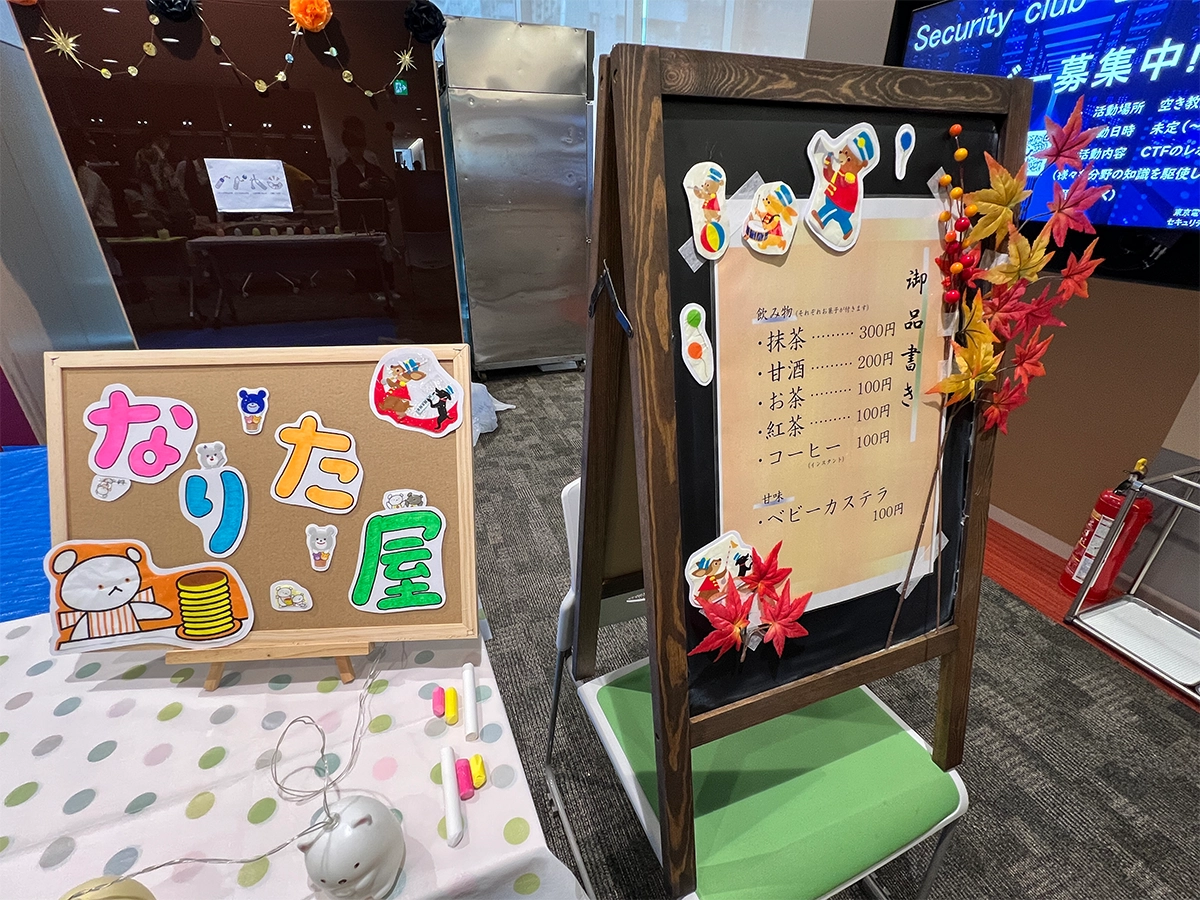 なりた屋
御品書き
飲み物(それぞれお菓子が付きます)
・抹茶………300円
・甘酒………200円
・お茶………100円
・紅茶………100円
・コーヒー 100円
(インスタント)
甘味
・ベビーカステラ
100円
Security club
募集中!
活動場所 空き教
動日時 未定(~
活動内容 CTFのレ
分野の知識を駆使し
東京電
セキュリテ